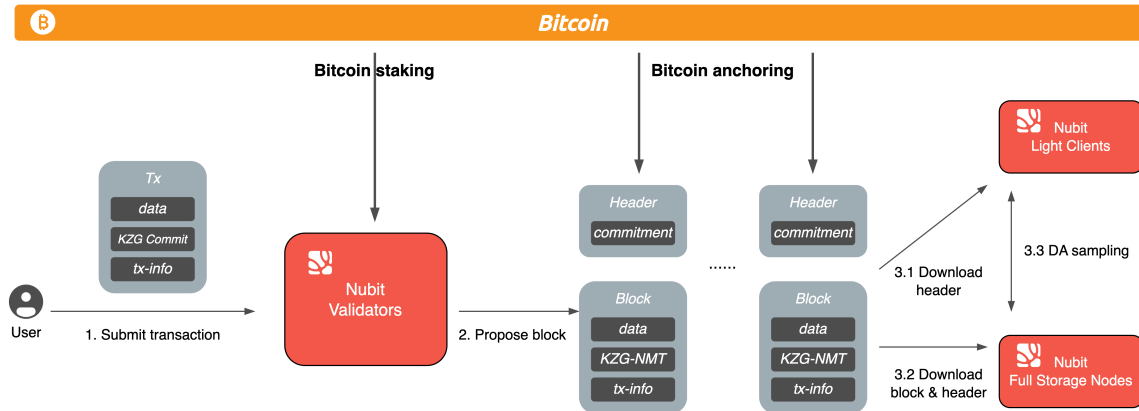 Bitcoin
Bitcoin staking
Bitcoin anchoring
Nubit
Light Clients
Tx
data
KZG Commit
tx-info
Header
commitment
Header
commitment
3.3 DA sampling
3.1 Download
header
......
Nubit
Validators
User
1. Submit transaction
2. Propose block
Block
data
KZG-NMT
tx-info
Block
data
KZG-NMT
tx-info
3.2 Download
block & header
Nubit
Full Storage Nodes